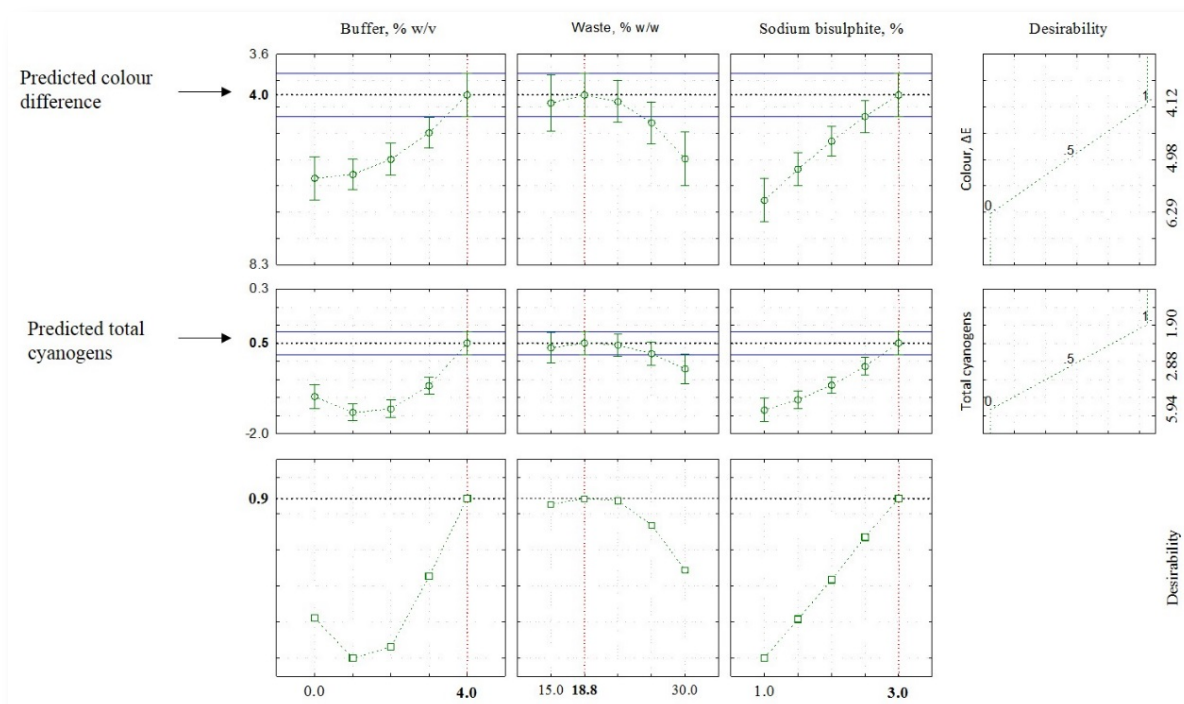 Buffer, % w/v
Waste, % w/w
Sodium bisulphite, %
Desirability
Predicted colour
difference
3.6
4.0
8.3
0
5
1
Colour, ΔE
4.12
4.98
6.29
Predicted total
cyanogens
0.3
0.5
-2.0
0
5
1
Total cyanogens
1.90
2.88
5.94
0.9
Desirability
0.0
4.0
15.0 18.8
30.0
1.0
3.0